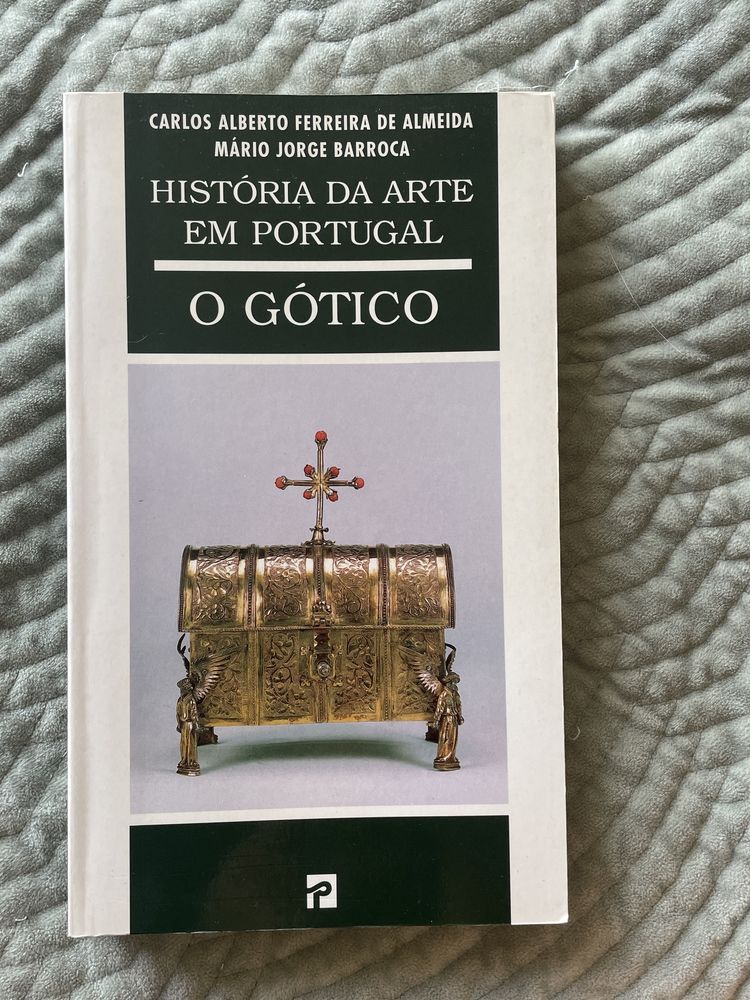 CARLOS ALBERTO FERREIRA DE ALMEIDA
MÁRIO JORGE BARROCA
HISTÓRIA DA ARTE
EM PORTUGAL
O GÓTICO